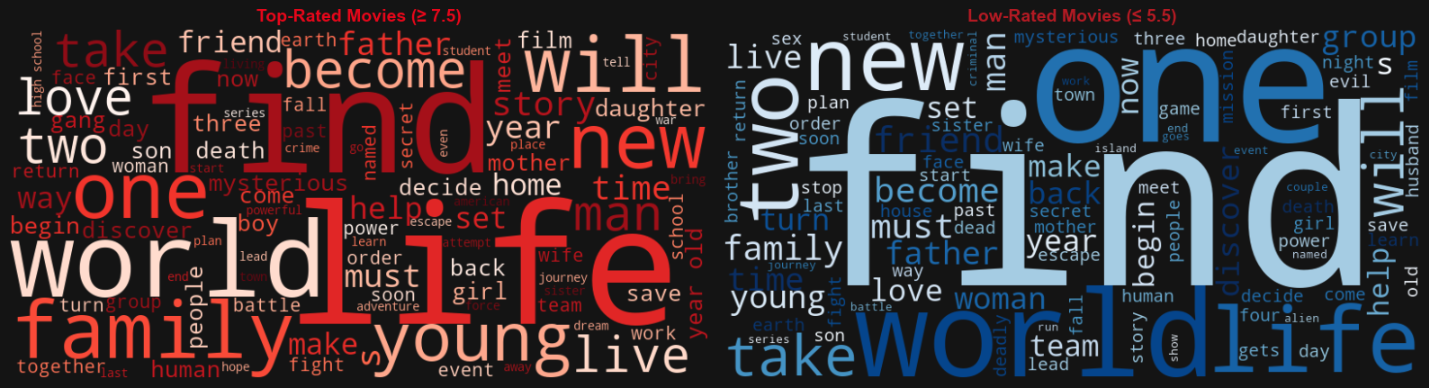 Top-Rated Movies (≥ 7.5)
take
friend
earth
father
student
meet
film
will
tell
city
high school
face
first
living
now
become
love
find
gang
day
fall
series
story
daughter
war
two
three
past
crime
go
named
secret
even
year
place
new
son
death
woman
mother
return
start
way
one
mysterious
come
powerful
decide
home
time
bring
begin
discover
boy
help
american
set
man
school
world
plan
power
escape
life
learn
attempt
order
lead
must
back
wife
journey
end
town
people
soon
girl
sister
team
save
year old
turn
group
battle
adventure
force
family
make
s
young
dream
work
live
together
last
human
hope
fight
event
away
Low-Rated Movies (≤ 5.5)
sex
student
together
criminal
man
mysterious
three
home
daughter
group
live
new
one
night
s
evil
film
work
town
now
mission
return
two
plan
set
game
first
order
sister
soon
find
friend
wife
end
goes
will
brother
stop
last
face
start
island
make
discover
event
city
husband
become
back
meet
couple
turn
house
past
secret
death
must
dead
mother
begin
people
girl
save
family
father
year
power
learn
journey
escape
named
time
way
help
old
young
fight
love
woman
human
decide
come
battle
world
deadly
fall
life
four
alien
earth
series
son
run
team
story
show
take
lead
gets
day